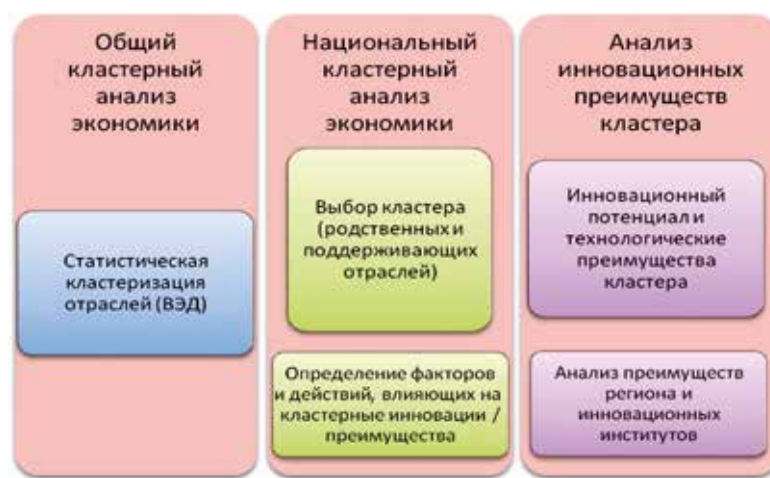 Общий
кластерный
анализ
экономики
Статистическая
кластеризация
отраслей (ВЭД)
Национальный
кластерный
анализ
экономики
Выбор кластера
(родственных и
поддерживающих
отраслей)
Определение факторов
и действий, влияющих на
кластерные инновации /
преимущества
Анализ
инновационных
преимуществ
кластера
Инновационный
потенциал и
технологические
преимущества
кластера
Анализ преимуществ
региона и
инновационных
институтов